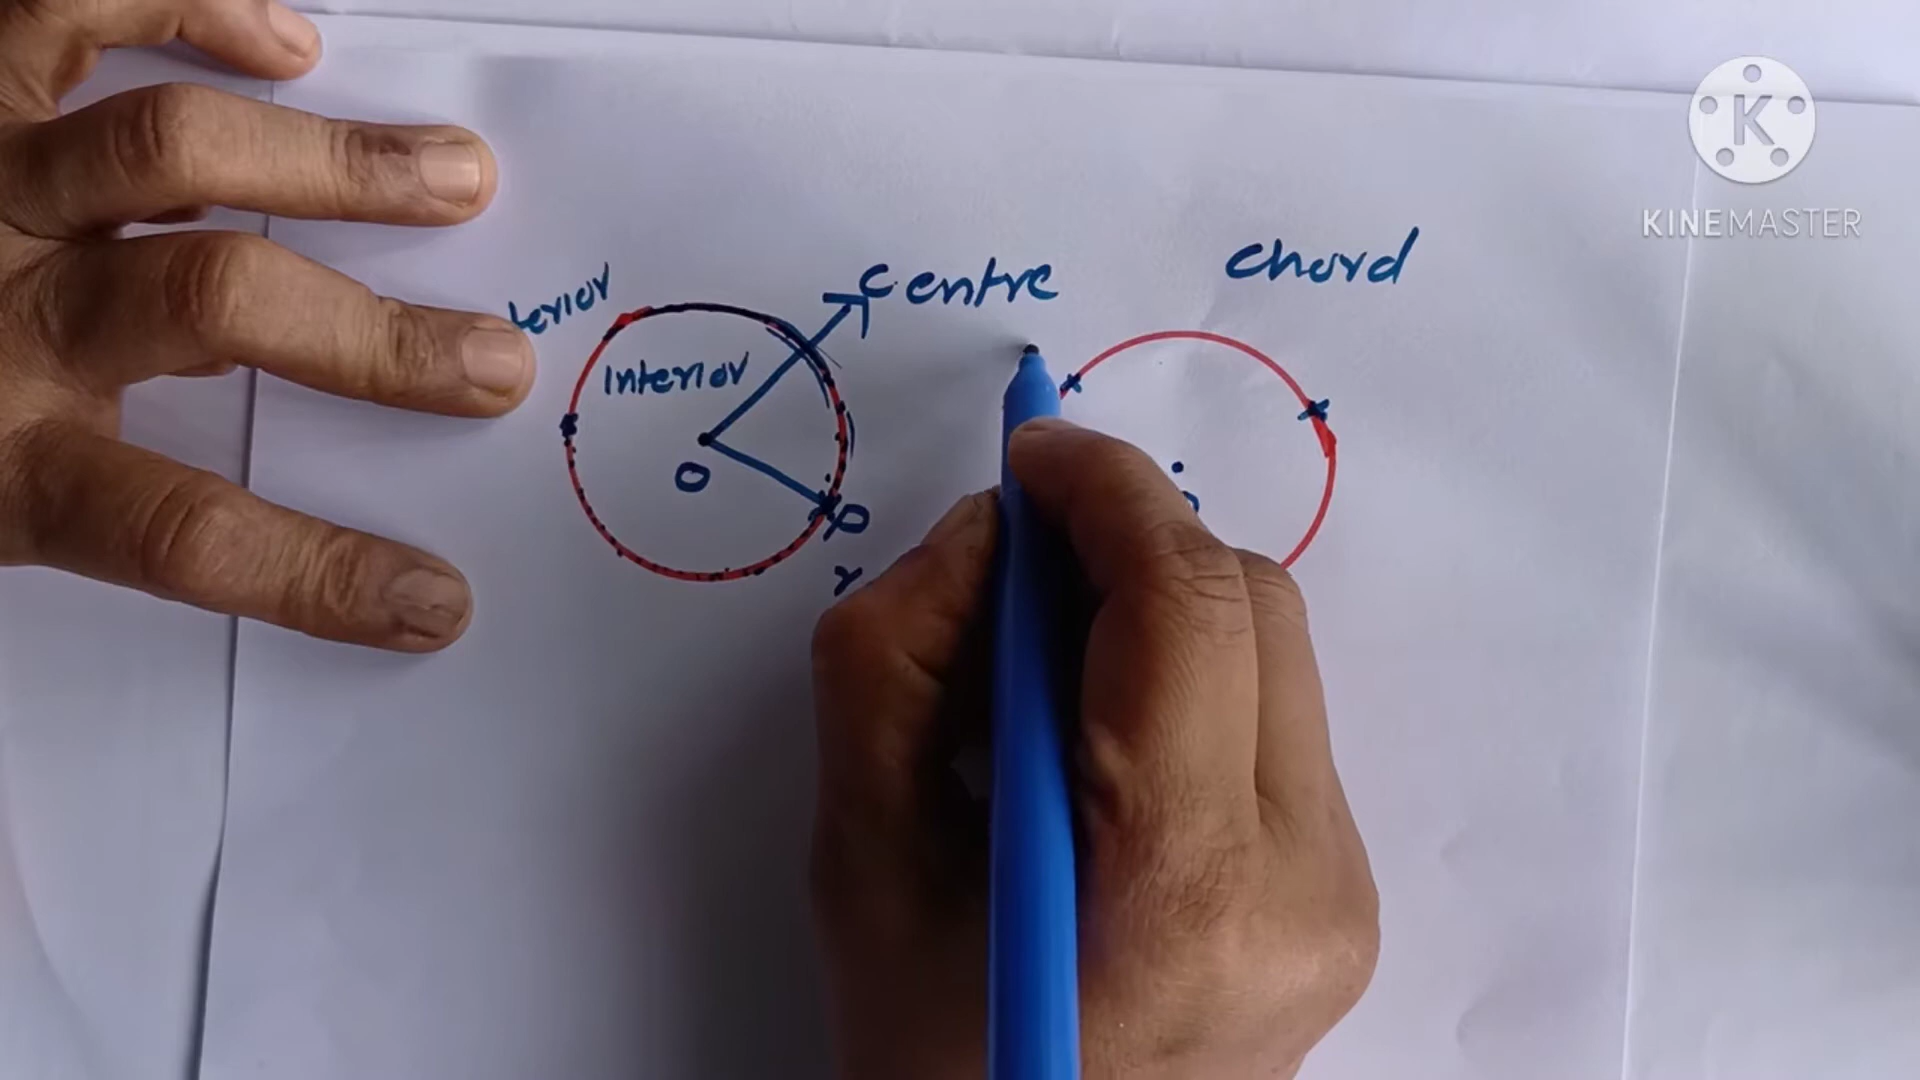 K
KINEMASTER
Chord
Centre
terior
Interior
O
P
r